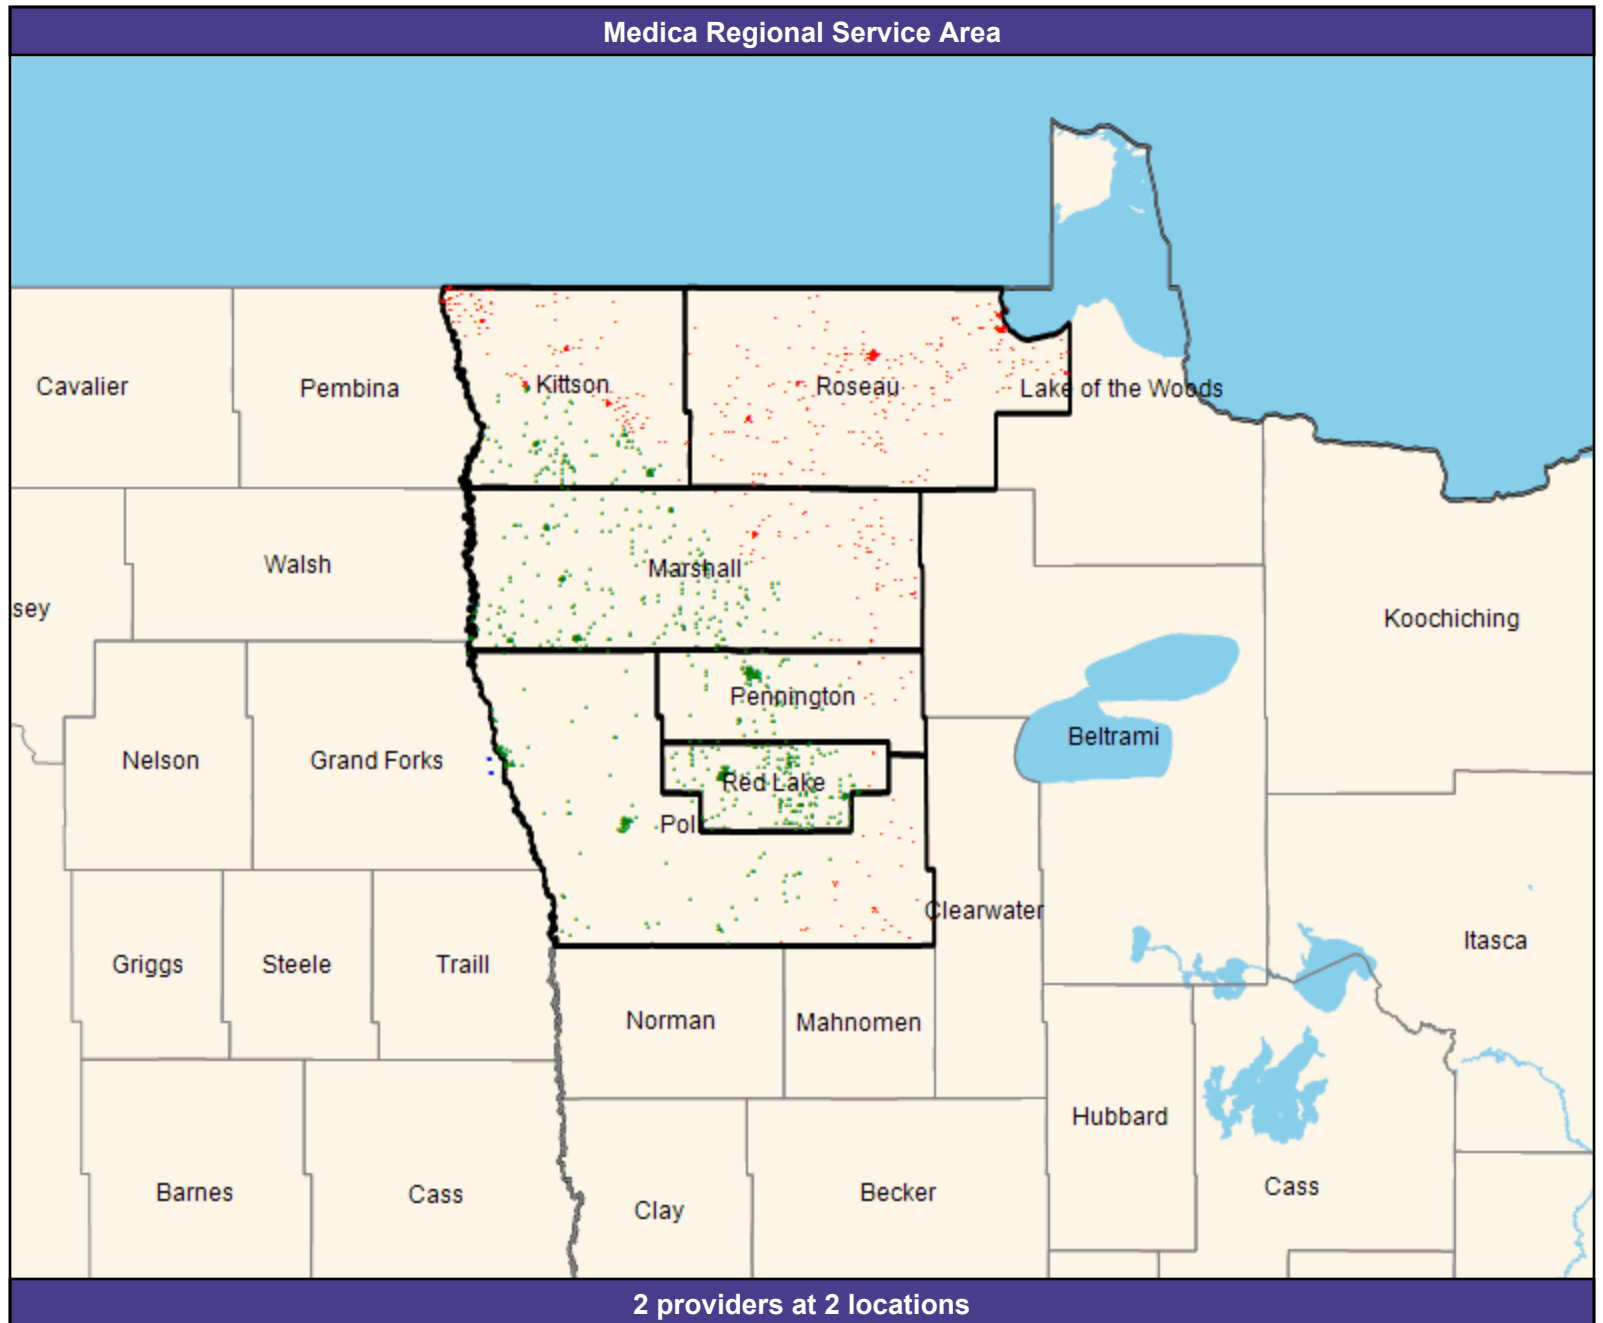 Medica Regional Service Area
Cavalier
Pembina
Kittson
Roseau
Lake of the Woods
Walsh
Marshall
sey
Koochiching
Pennington
Beltrami
Nelson
Grand Forks
Red Lake
Pol
Clearwater
Griggs
Steele
Traill
Itasca
Norman
Mahnomen
Hubbard
Barnes
Cass
Clay
Becker
Cass
2 providers at 2 locations